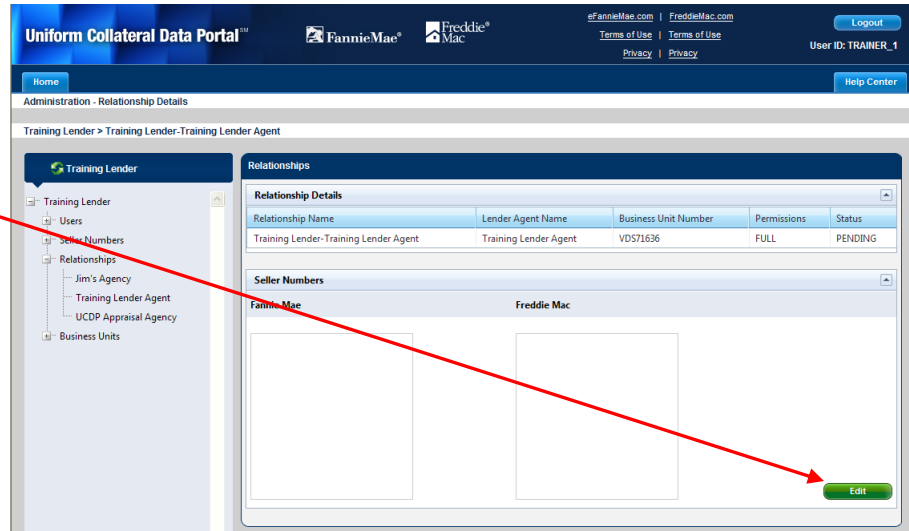 Uniform Collateral Data Portal℠
FannieMae®
Freddie Mac®
eFannieMae.com | FreddieMac.com
Terms of Use | Terms of Use
Privacy | Privacy
Logout
User ID: TRAINER_1
Home
Help Center
Administration - Relationship Details
Training Lender > Training Lender-Training Lender Agent
Training Lender
Training Lender
Users
Seller Numbers
Relationships
Jim's Agency
Training Lender Agent
UCDP Appraisal Agency
Business Units
Relationships
Relationship Details
Relationship Name Lender Agent Name Business Unit Number Permissions Status
Training Lender-Training Lender Agent Training Lender Agent VDS71636 FULL PENDING
Seller Numbers
Fannie Mae Freddie Mac
Edit